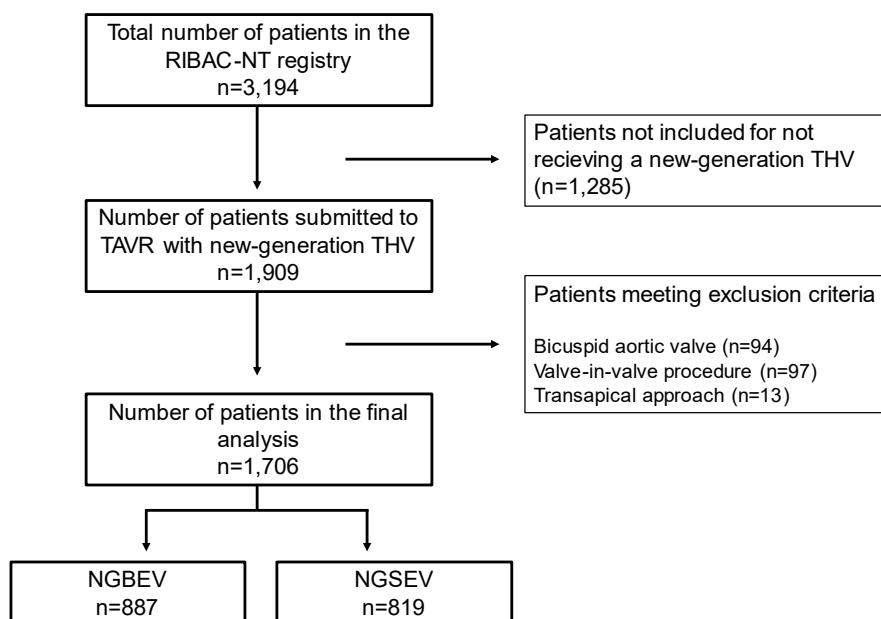 Total number of patients in the
RIBAC-NT registry
n=3,194
Patients not included for not
recieving a new-generation THV
(n=1,285)
Number of patients submitted to
TAVR with new-generation THV
n=1,909
Patients meeting exclusion criteria
Bicuspid aortic valve (n=94)
Valve-in-valve procedure (n=97)
Transapical approach (n=13)
Number of patients in the final
analysis
n=1,706
NGBEV
n=887
NGSEV
n=819